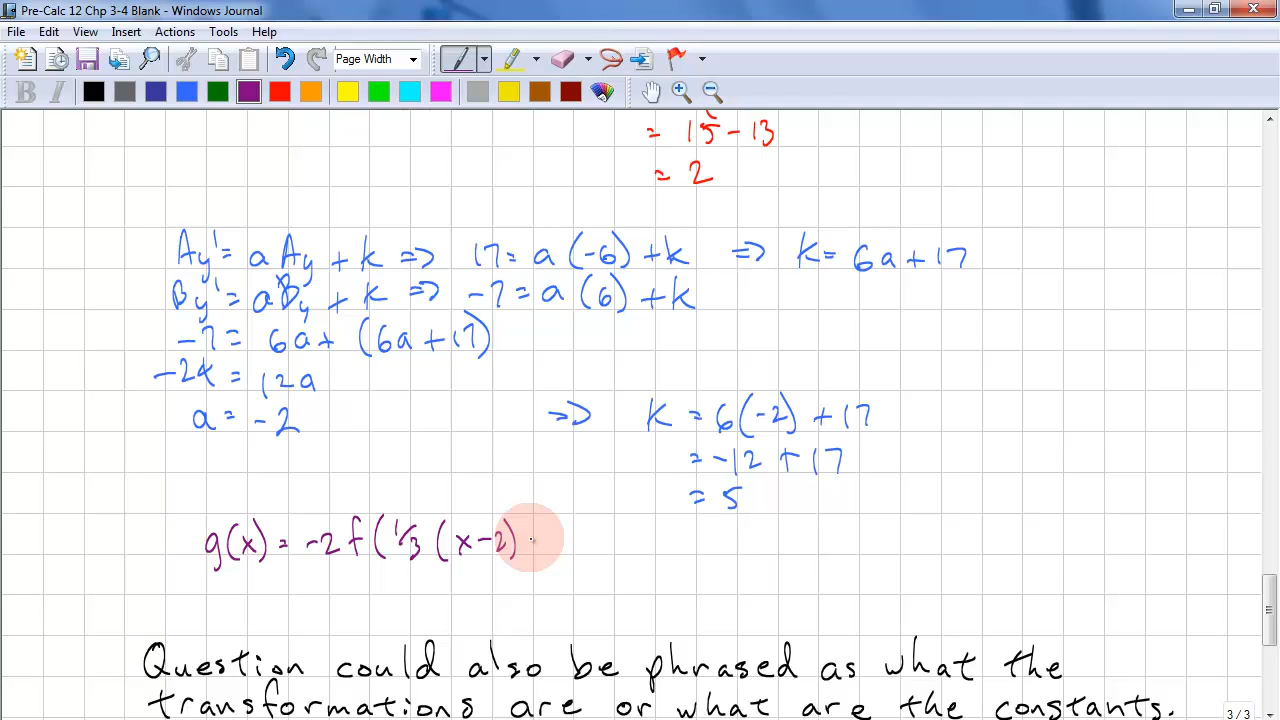 Pre-Calc 12 Chp 3-4 Blank - Windows Journal
File Edit View Insert Actions Tools Help
Page Width
B I
= 15 - 13
= 2
Ay' = a Ay + k => 17 = a(-6) + k => k = 6a + 17
By' = a By + k => -7 = a(6) + k
-7 = 6a + (6a + 17)
-24 = 12a
a = -2 => k = 6(-2) + 17
= -12 + 17
= 5
g(x) = -2 f(1/3 (x-2)
Question could also be phrased as what the
transformations are or what are the constants.
3/3